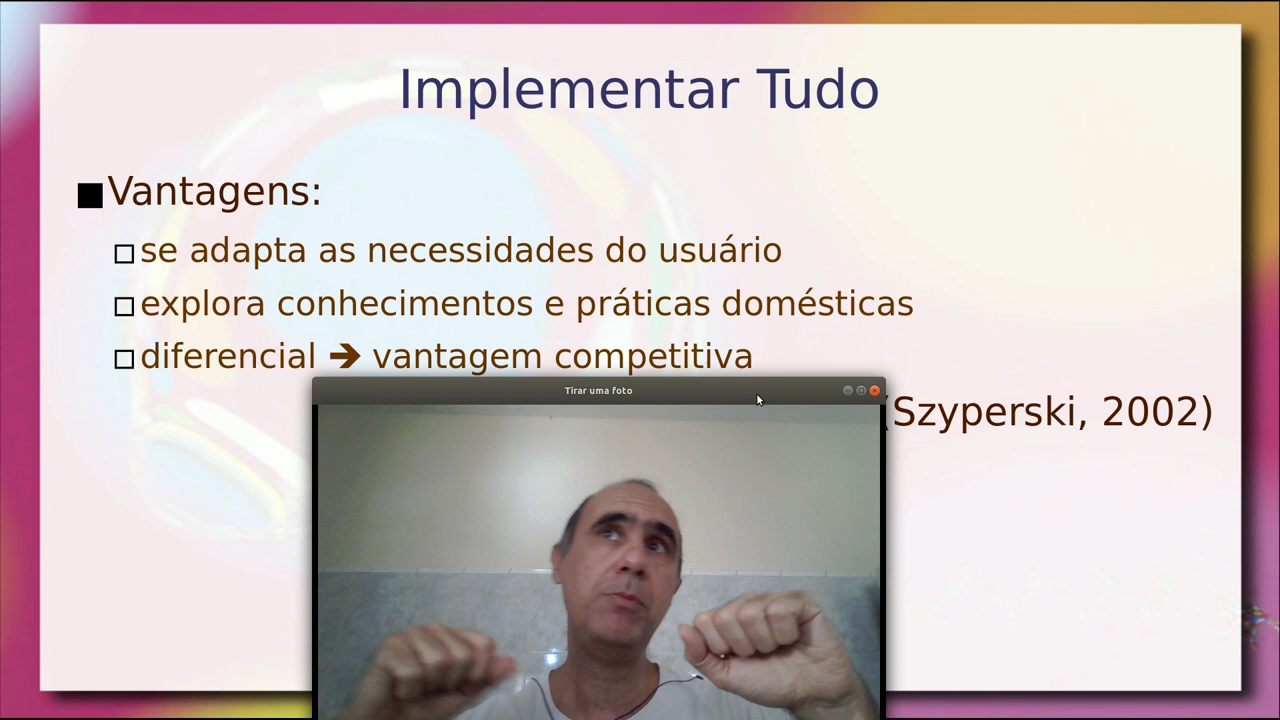 Implementar Tudo
Vantagens:
se adapta as necessidades do usuário
explora conhecimentos e práticas domésticas
diferencial ➔ vantagem competitiva
Tirar uma foto
(Szyperski, 2002)